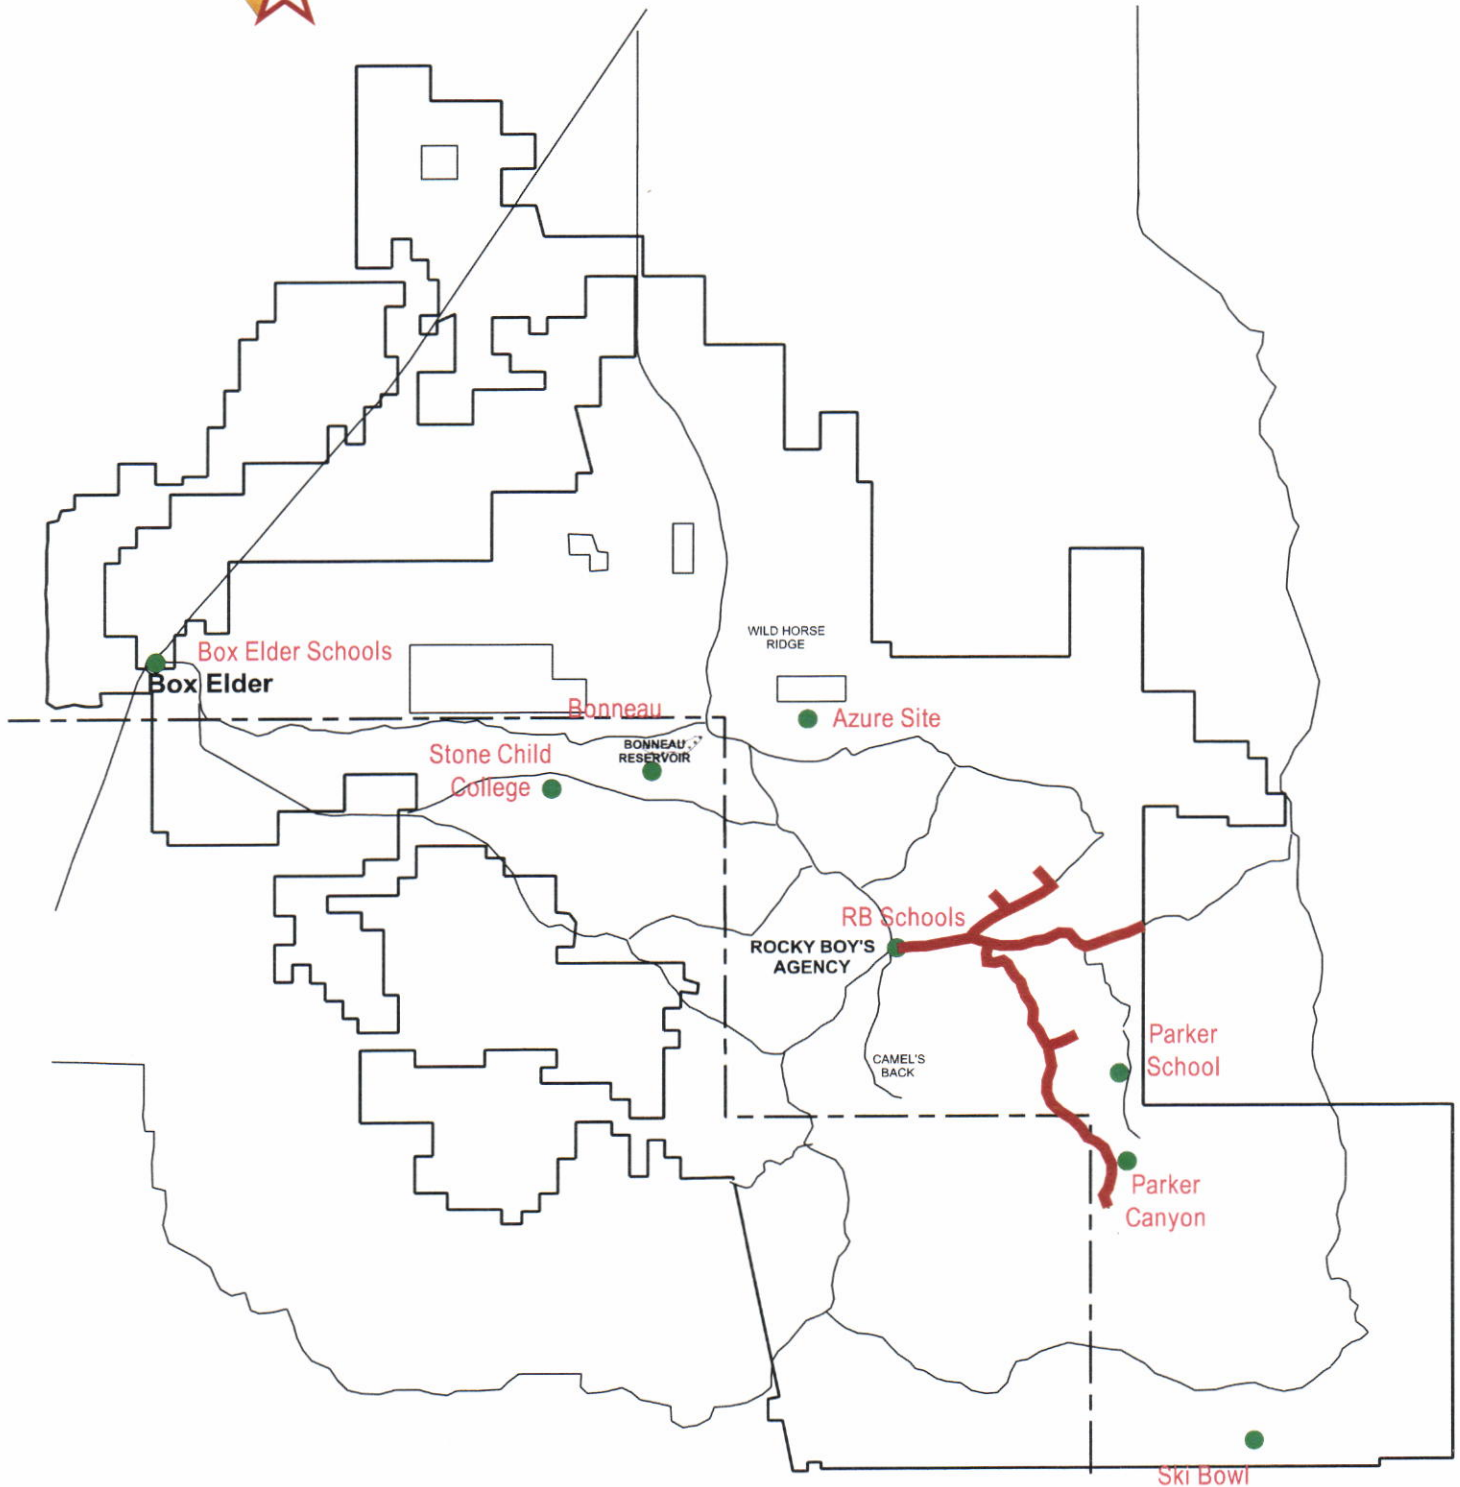 WILD HORSE
RIDGE
Box Elder Schools
Box Elder
Bonneau
Azure Site
BONNEAU
RESERVOIR
Stone Child
College
RB Schools
ROCKY BOY'S
AGENCY
CAMEL'S
BACK
Parker
School
Parker
Canyon
Ski Bowl